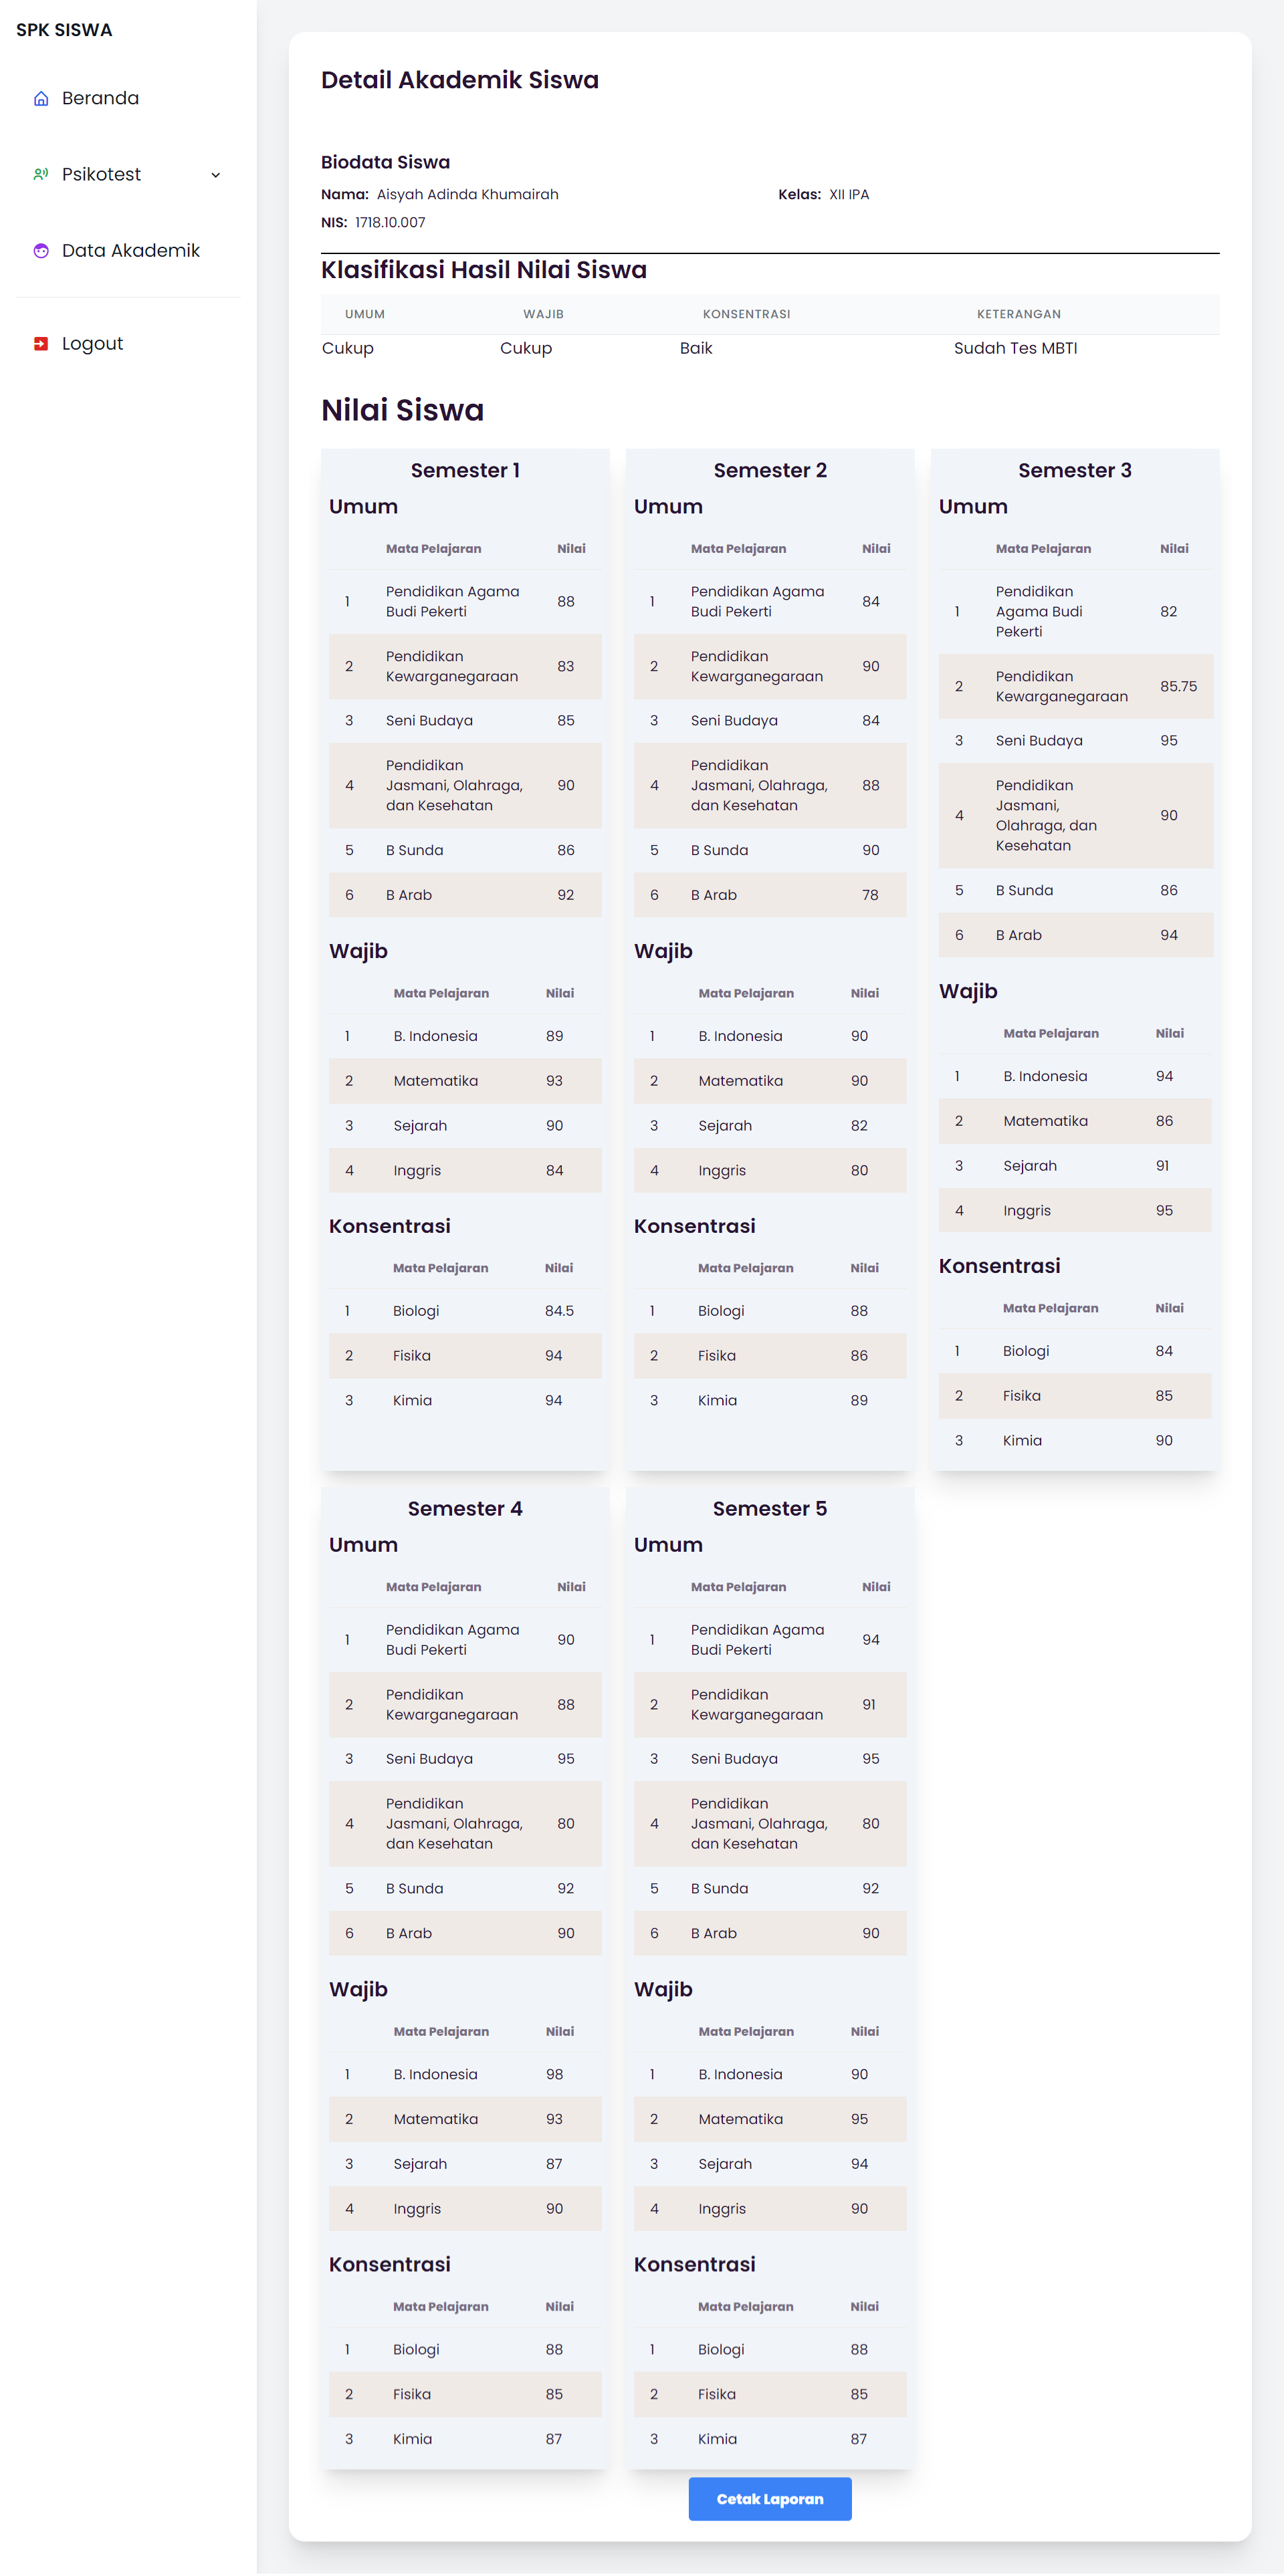 SPK SISWA
Beranda
Psikotest
Data Akademik
Logout
Detail Akademik Siswa
Biodata Siswa
Nama: Aisyah Adinda Khumairah
Kelas: XII IPA
NIS: 1718.10.007
Klasifikasi Hasil Nilai Siswa
UMUM WAJIB KONSENTRASI KETERANGAN
Cukup Cukup Baik Sudah Tes MBTI
Nilai Siswa
Semester 1
Umum
Mata Pelajaran Nilai
1 Pendidikan Agama
Budi Pekerti 88
2 Pendidikan
Kewarganegaraan 83
3 Seni Budaya 85
4 Pendidikan
Jasmani, Olahraga,
dan Kesehatan 90
5 B Sunda 86
6 B Arab 92
Wajib
Mata Pelajaran Nilai
1 B. Indonesia 89
2 Matematika 93
3 Sejarah 90
4 Inggris 84
Konsentrasi
Mata Pelajaran Nilai
1 Biologi 84.5
2 Fisika 94
3 Kimia 94
Semester 2
Umum
Mata Pelajaran Nilai
1 Pendidikan Agama
Budi Pekerti 84
2 Pendidikan
Kewarganegaraan 90
3 Seni Budaya 84
4 Pendidikan
Jasmani, Olahraga,
dan Kesehatan 88
5 B Sunda 90
6 B Arab 78
Wajib
Mata Pelajaran Nilai
1 B. Indonesia 90
2 Matematika 90
3 Sejarah 82
4 Inggris 80
Konsentrasi
Mata Pelajaran Nilai
1 Biologi 88
2 Fisika 86
3 Kimia 89
Semester 3
Umum
Mata Pelajaran Nilai
1 Pendidikan
Agama Budi
Pekerti 82
2 Pendidikan
Kewarganegaraan 85.75
3 Seni Budaya 95
4 Pendidikan
Jasmani,
Olahraga, dan
Kesehatan 90
5 B Sunda 86
6 B Arab 94
Wajib
Mata Pelajaran Nilai
1 B. Indonesia 94
2 Matematika 86
3 Sejarah 91
4 Inggris 95
Konsentrasi
Mata Pelajaran Nilai
1 Biologi 84
2 Fisika 85
3 Kimia 90
Semester 4
Umum
Mata Pelajaran Nilai
1 Pendidikan Agama
Budi Pekerti 90
2 Pendidikan
Kewarganegaraan 88
3 Seni Budaya 95
4 Pendidikan
Jasmani, Olahraga,
dan Kesehatan 80
5 B Sunda 92
6 B Arab 90
Wajib
Mata Pelajaran Nilai
1 B. Indonesia 98
2 Matematika 93
3 Sejarah 87
4 Inggris 90
Konsentrasi
Mata Pelajaran Nilai
1 Biologi 88
2 Fisika 85
3 Kimia 87
Semester 5
Umum
Mata Pelajaran Nilai
1 Pendidikan Agama
Budi Pekerti 94
2 Pendidikan
Kewarganegaraan 91
3 Seni Budaya 95
4 Pendidikan
Jasmani, Olahraga,
dan Kesehatan 80
5 B Sunda 92
6 B Arab 90
Wajib
Mata Pelajaran Nilai
1 B. Indonesia 90
2 Matematika 95
3 Sejarah 94
4 Inggris 90
Konsentrasi
Mata Pelajaran Nilai
1 Biologi 88
2 Fisika 85
3 Kimia 87
Cetak Laporan